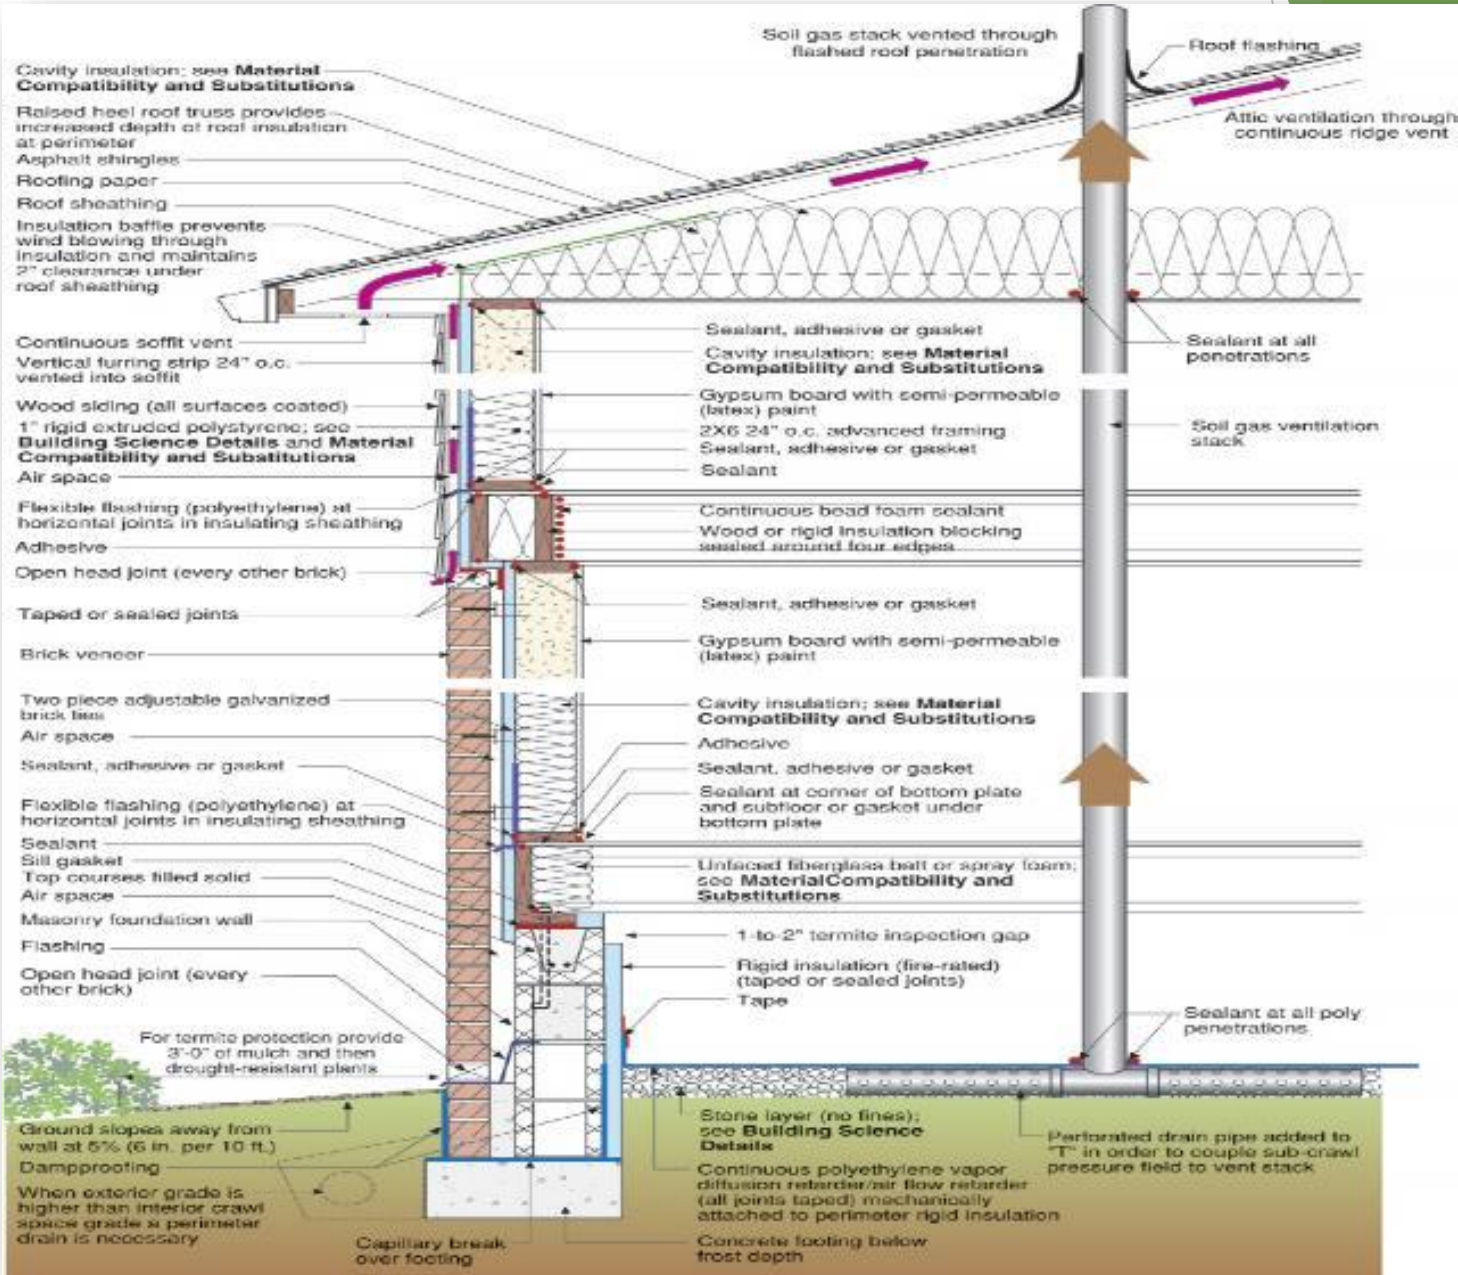 Soil gas stack vented through
flashed roof penetration
Roof flashing
Attic ventilation through
continuous ridge vent
Cavity insulation; see Material
Compatibility and Substitutions
Raised heel roof truss provides
increased depth of roof insulation
at perimeter
Asphalt shingles
Roofing paper
Roof sheathing
Insulation baffle prevents
wind blowing through
insulation and maintains
2" clearance under
roof sheathing
Continuous soffit vent
Vertical furring strip 24" o.c.
vented into soffit
Wood siding (all surfaces coated)
1" rigid extruded polystyrene; see
Building Science Details and Material
Compatibility and Substitutions
Air space
Flexible flashing (polyethylene) at
horizontal joints in insulating sheathing
Adhesive
Open head joint (every other brick)
Taped or sealed joints
Brick veneer
Two piece adjustable galvanized
brick ties
Air space
Sealant, adhesive or gasket
Flexible flashing (polyethylene) at
horizontal joints in insulating sheathing
Sealant
Sill gasket
Top courses filled solid
Air space
Masonry foundation wall
Flashing
Open head joint (every
other brick)
For termite protection provide
3'-0" of mulch and then
drought-resistant plants
Ground slopes away from
wall at 5% (6 in. per 10 ft.)
Dampproofing
When exterior grade is
higher than interior crawl
space grade a perimeter
drain is necessary
Capillary break
over footing
Sealant, adhesive or gasket
Cavity insulation; see Material
Compatibility and Substitutions
Gypsum board with semi-permeable
(latex) paint
2X6 24" o.c. advanced framing
Sealant, adhesive or gasket
Sealant
Continuous bead foam sealant
Wood or rigid insulation blocking
sealed around four edges
Sealant, adhesive or gasket
Gypsum board with semi-permeable
(latex) paint
Cavity insulation; see Material
Compatibility and Substitutions
Adhesive
Sealant, adhesive or gasket
Sealant at corner of bottom plate
and subfloor or gasket under
bottom plate
Unfaced fiberglass batt or spray foam;
see MaterialCompatibility and
Substitutions
1-to-2" termite inspection gap
Rigid insulation (fire-rated)
(taped or sealed joints)
Tape
Stone layer (no fines);
see Building Science
Details
Continuous polyethylene vapor
diffusion retarder/air flow retarder
(all joints taped) mechanically
attached to perimeter rigid insulation
Concrete footing below
frost depth
Sealant at all
penetrations
Soil gas ventilation
stack
Sealant at all poly
penetrations
Perforated drain pipe added to
"T" in order to couple sub-crawl
pressure field to vent stack